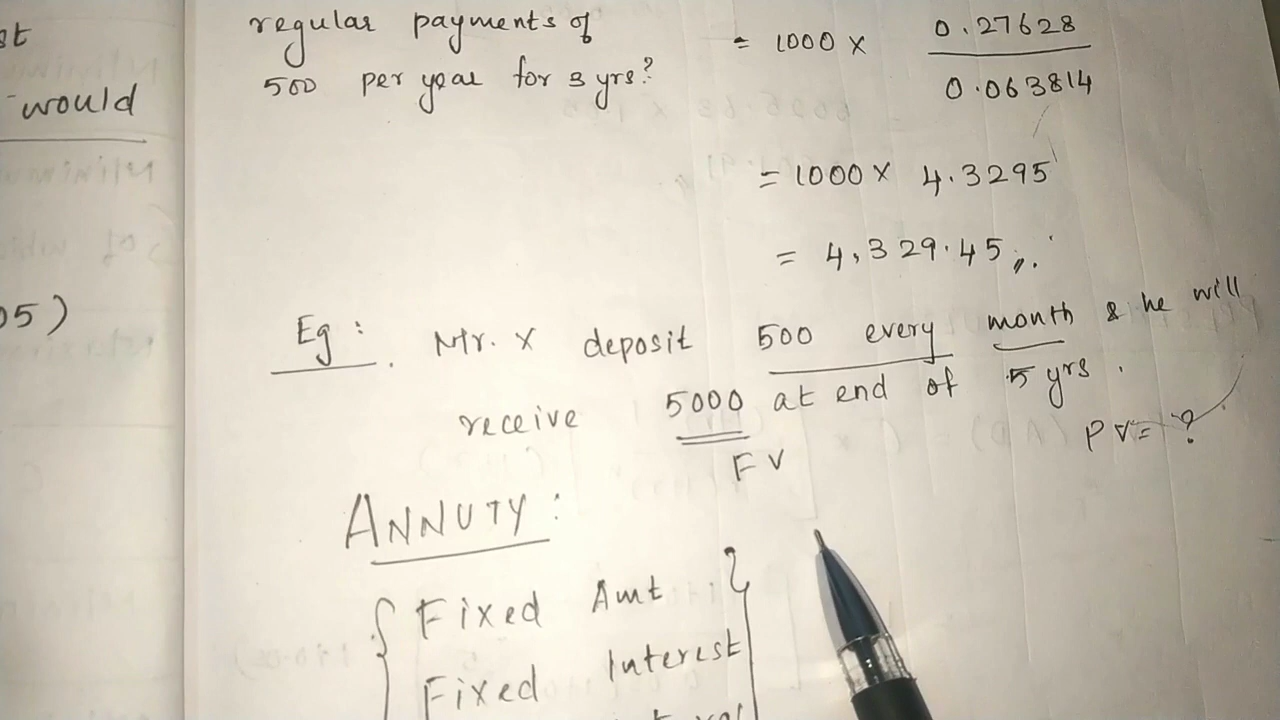 st
would
05)
regular payments of
500 per year for 3 yrs?
= 1000 x 0.27628
0.063814
= 1000 x 4.3295
= 4,329.45
Eg: Mr. X deposit 500 every month & he will
receive 5000 at end of 5 yrs.
FV
PV= ?
ANNUTY:
Fixed Amt
Fixed Interest